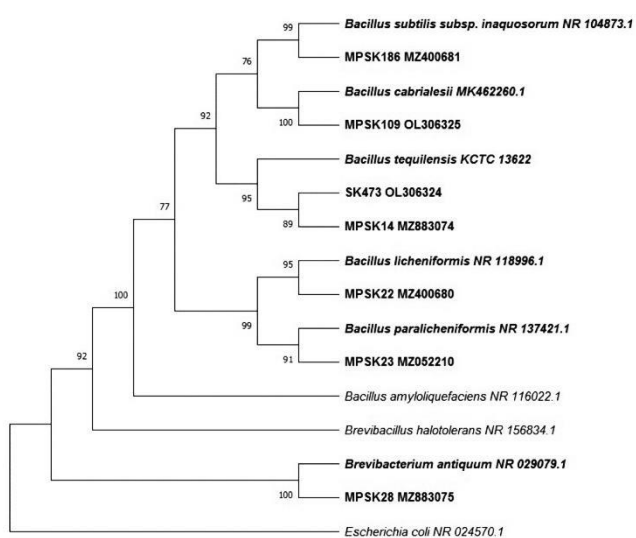 99
Bacillus subtilis subsp. inaquosorum NR 104873.1
76
MPSK186 MZ400681
Bacillus cabrialesii MK462260.1
92
100
MPSK109 OL306325
Bacillus tequilensis KCTC 13622
77
95
SK473 OL306324
89
MPSK14 MZ883074
95
Bacillus licheniformis NR 118996.1
100
MPSK22 MZ400680
99
Bacillus paralicheniformis NR 137421.1
92
91
MPSK23 MZ052210
Bacillus amyloliquefaciens NR 116022.1
Brevibacillus halotolerans NR 156834.1
Brevibacterium antiquum NR 029079.1
100
MPSK28 MZ883075
Escherichia coli NR 024570.1